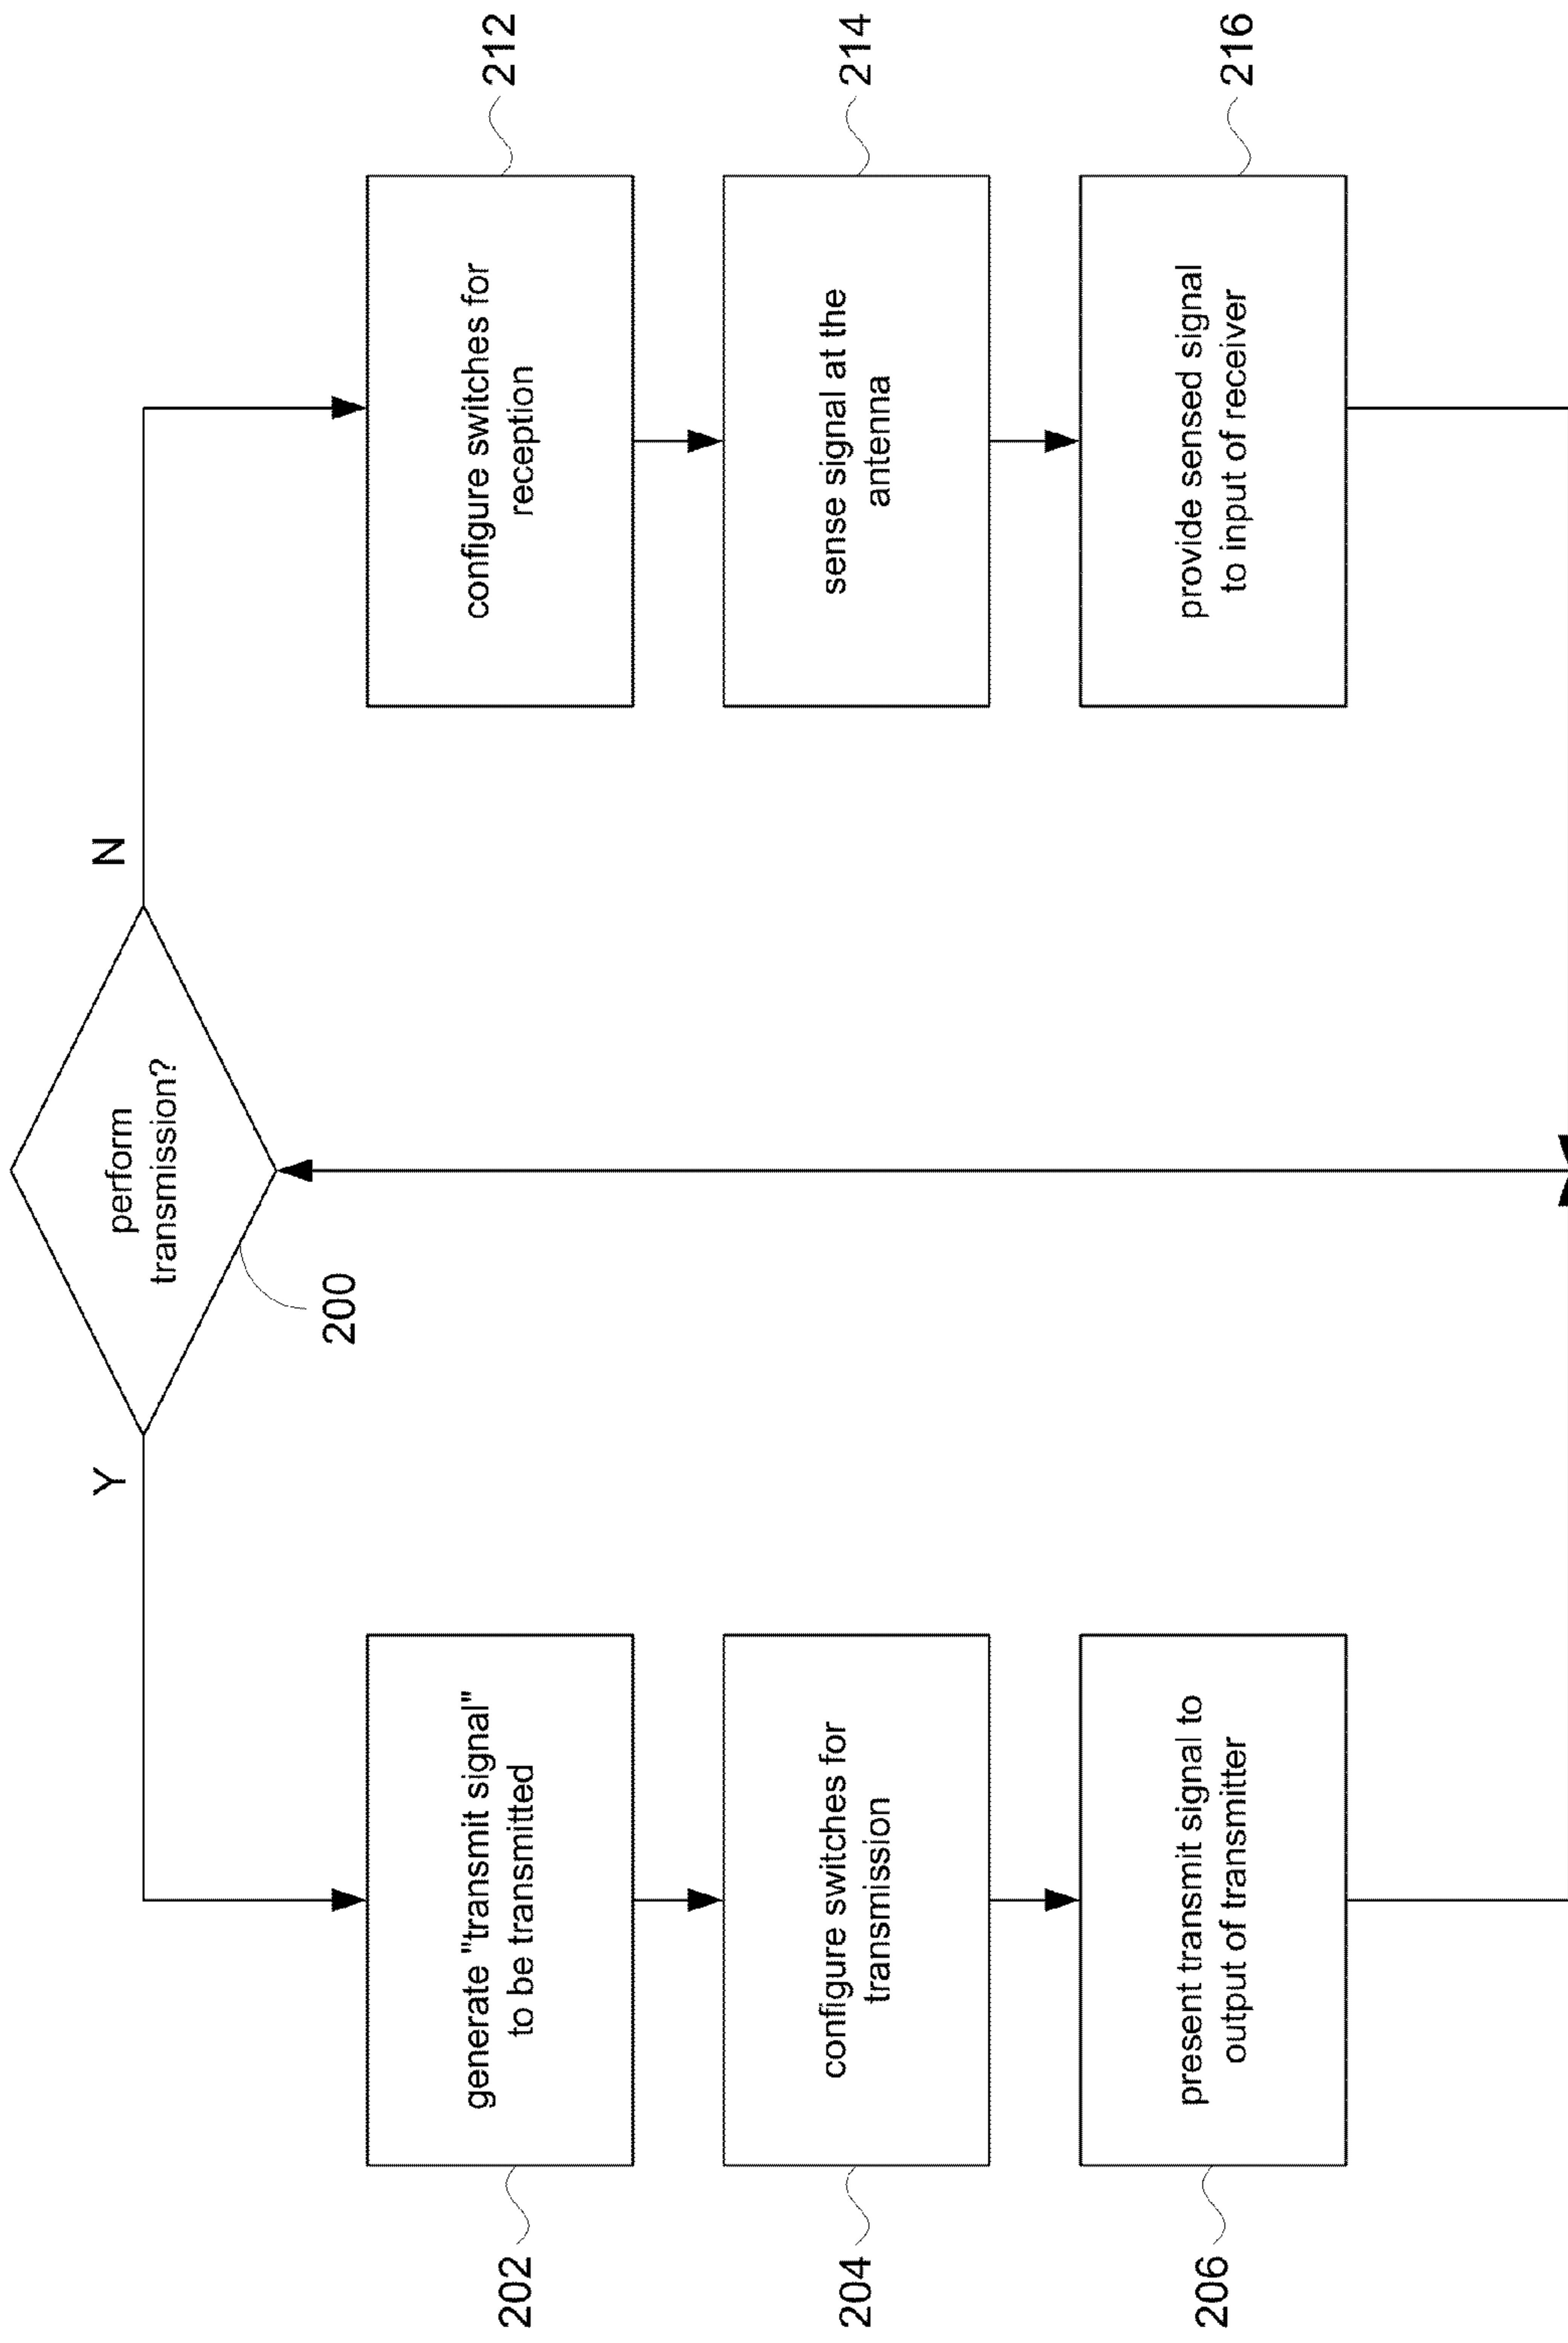 perform
transmission?
Y
N
200
generate "transmit signal"
to be transmitted
202
configure switches for
transmission
204
present transmit signal to
output of transmitter
206
configure switches for
reception
212
sense signal at the
antenna
214
provide sensed signal
to input of receiver
216